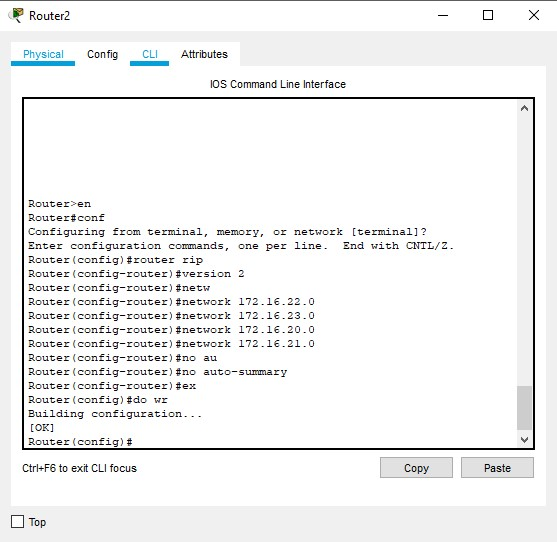 Router2
Physical Config CLI Attributes
IOS Command Line Interface
Router>en
Router#conf
Configuring from terminal, memory, or network [terminal]?
Enter configuration commands, one per line.  End with CNTL/Z.
Router(config)#router rip
Router(config-router)#version 2
Router(config-router)#netw
Router(config-router)#network 172.16.22.0
Router(config-router)#network 172.16.23.0
Router(config-router)#network 172.16.20.0
Router(config-router)#network 172.16.21.0
Router(config-router)#no au
Router(config-router)#no auto-summary
Router(config-router)#ex
Router(config)#do wr
Building configuration...
[OK]
Router(config)#
Ctrl+F6 to exit CLI focus Copy Paste
Top